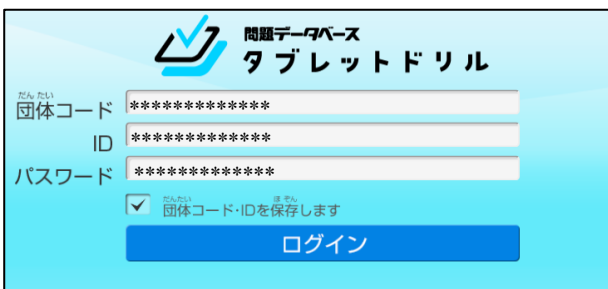 問題データベース
タブレットドリル
だんたい
団体コード *************
ID *************
パスワード *************
だんたい ほぞん
団体コード・IDを保存します
ログイン